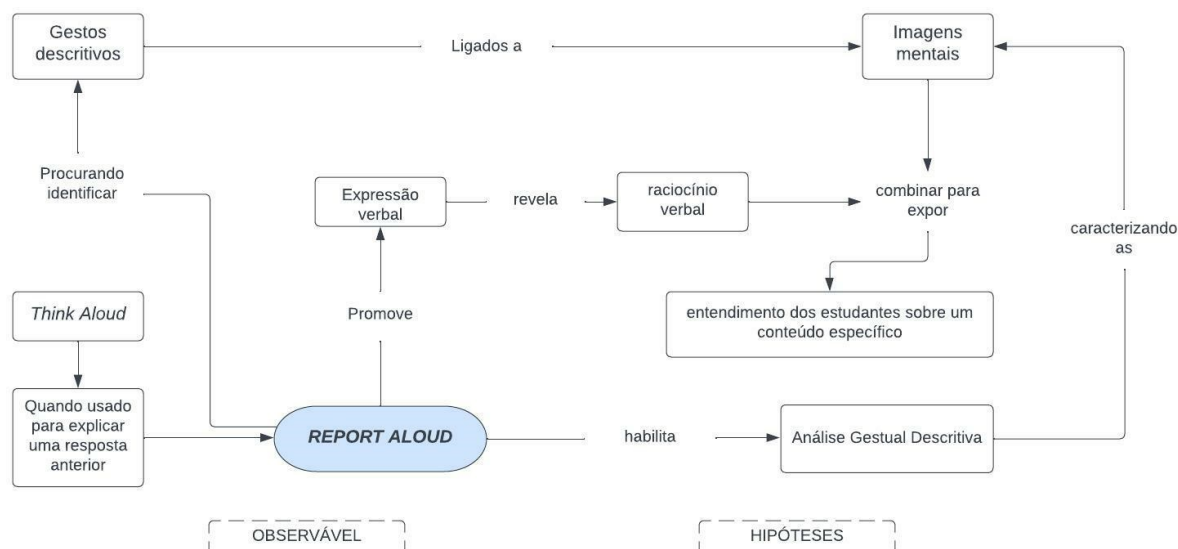 Gestos
descritivos
Ligados a
Imagens
mentais
Procurando
identificar
Expressão
verbal
revela
raciocínio
verbal
combinar para
expor
caracterizando
as
Think Aloud
Promove
entendimento dos estudantes sobre um
conteúdo específico
Quando usado
para explicar
uma resposta
anterior
REPORT ALOUD
habilita
Análise Gestual Descritiva
OBSERVÁVEL
HIPÓTESES